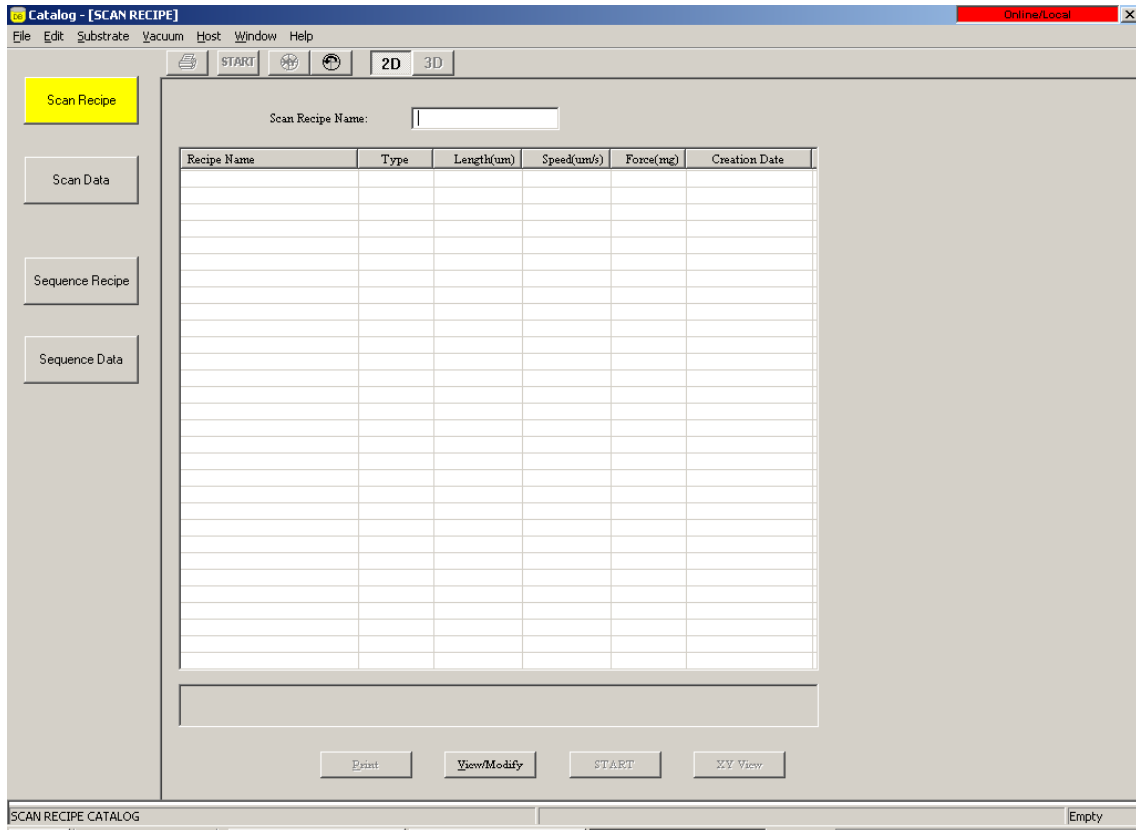 Catalog - [SCAN RECIPE]
Online/Local
File Edit Substrate Vacuum Host Window Help
START 2D 3D
Scan Recipe
Scan Recipe Name:
Recipe Name Type Length(um) Speed(um/s) Force(mg) Creation Date
Scan Data
Sequence Recipe
Sequence Data
Print View/Modify START XY View
SCAN RECIPE CATALOG Empty